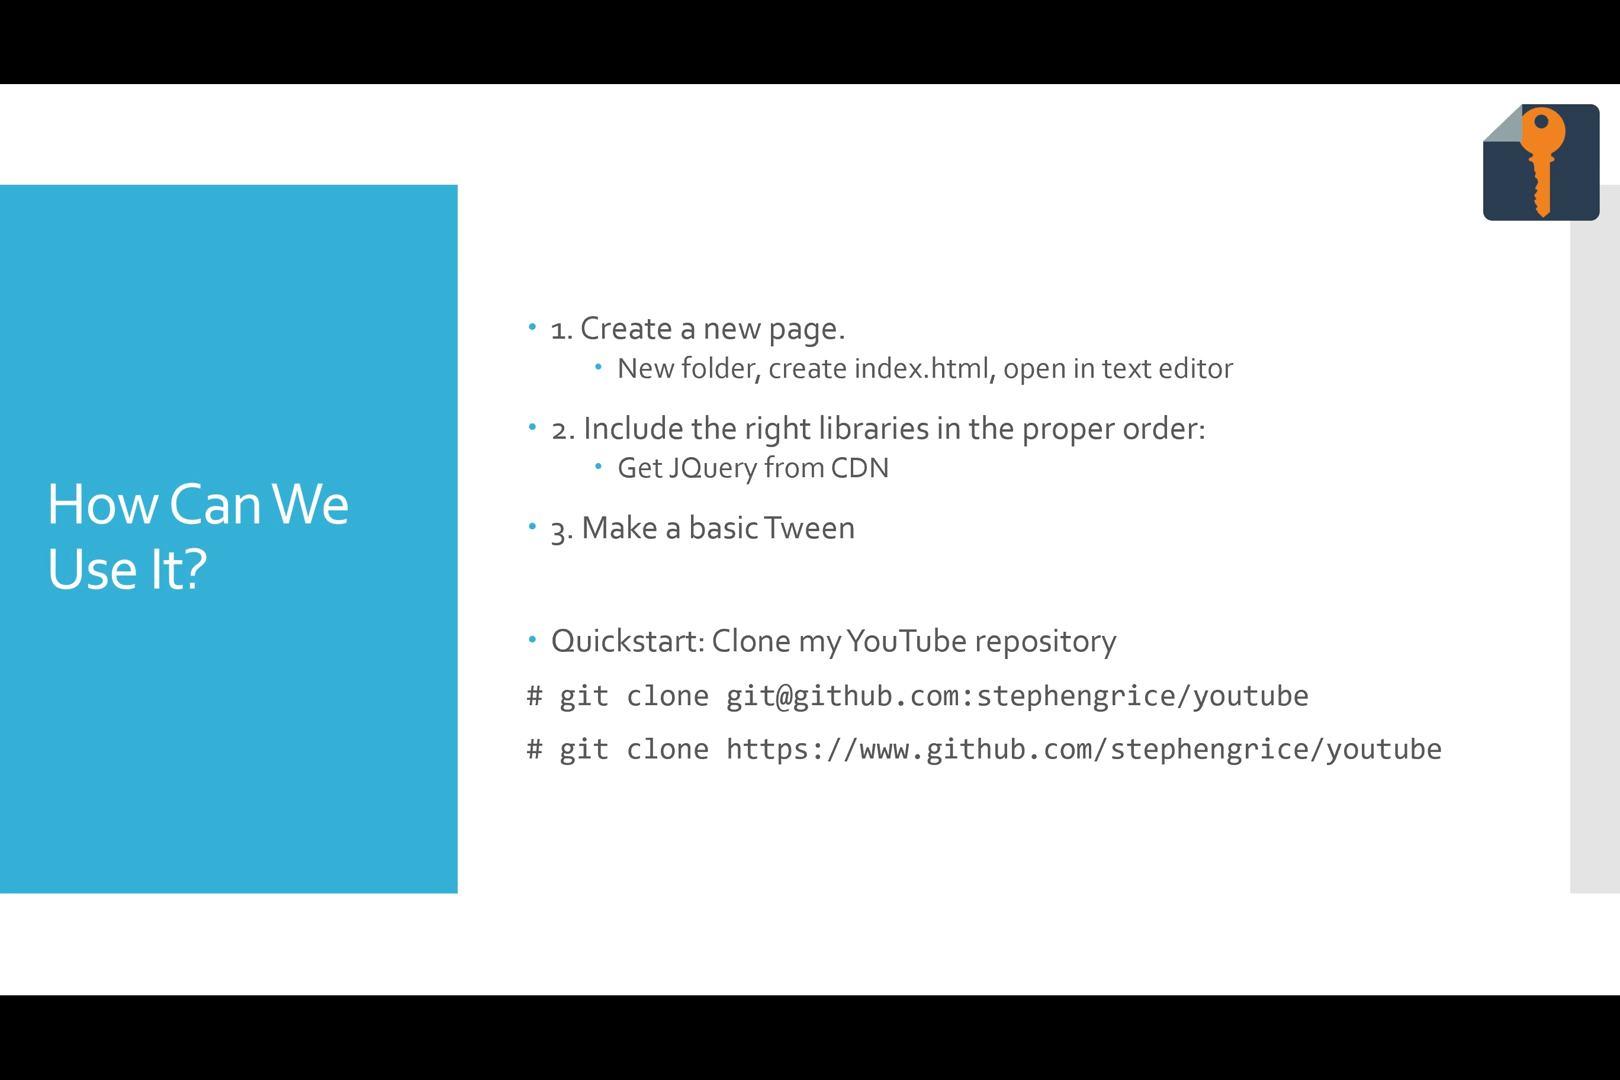 How Can We
Use It?
• 1. Create a new page.
• New folder, create index.html, open in text editor
• 2. Include the right libraries in the proper order:
• Get JQuery from CDN
• 3. Make a basic Tween
• Quickstart: Clone my YouTube repository
# git clone git@github.com:stephengrice/youtube
# git clone https://www.github.com/stephengrice/youtube